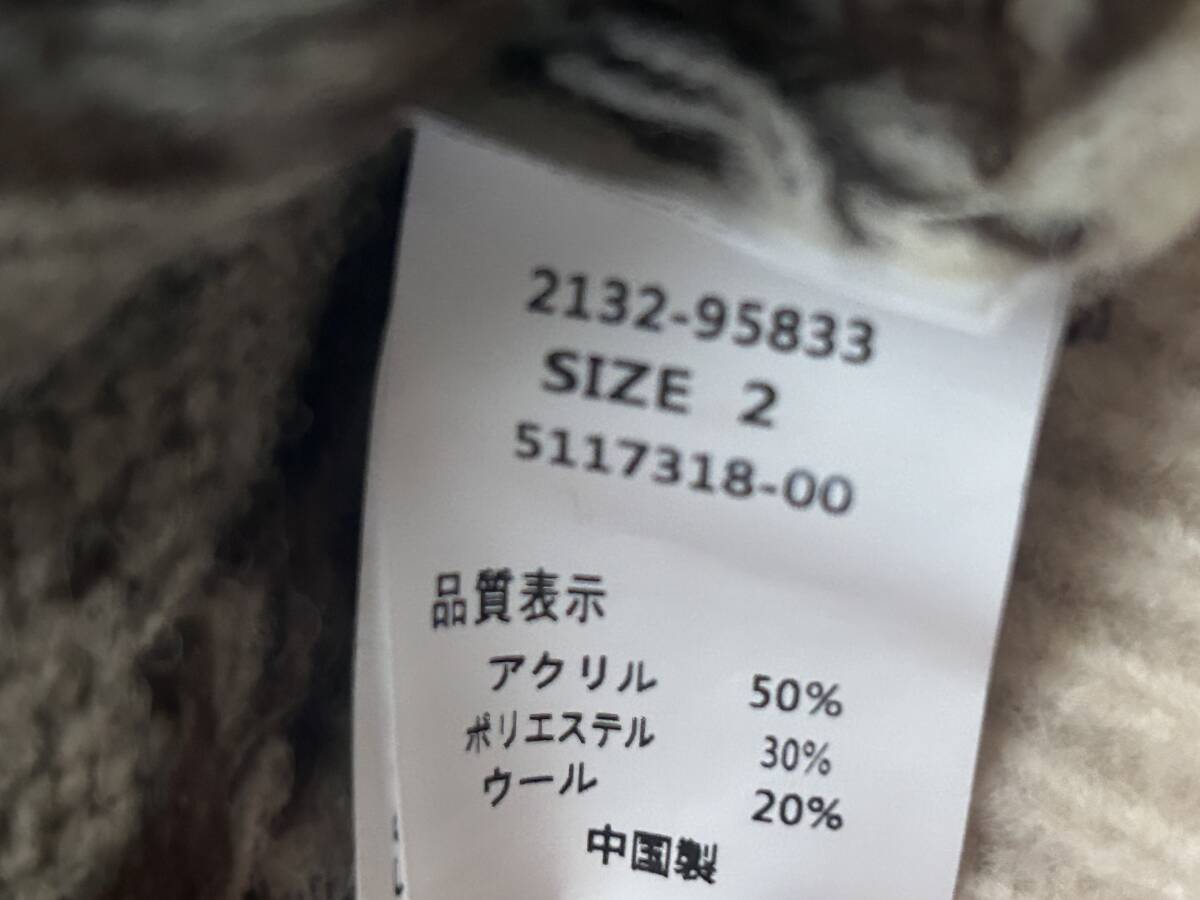 2132-95833
SIZE 2
5117318-00
品質表示
アクリル 50%
ポリエステル 30%
ウール 20%
中国製